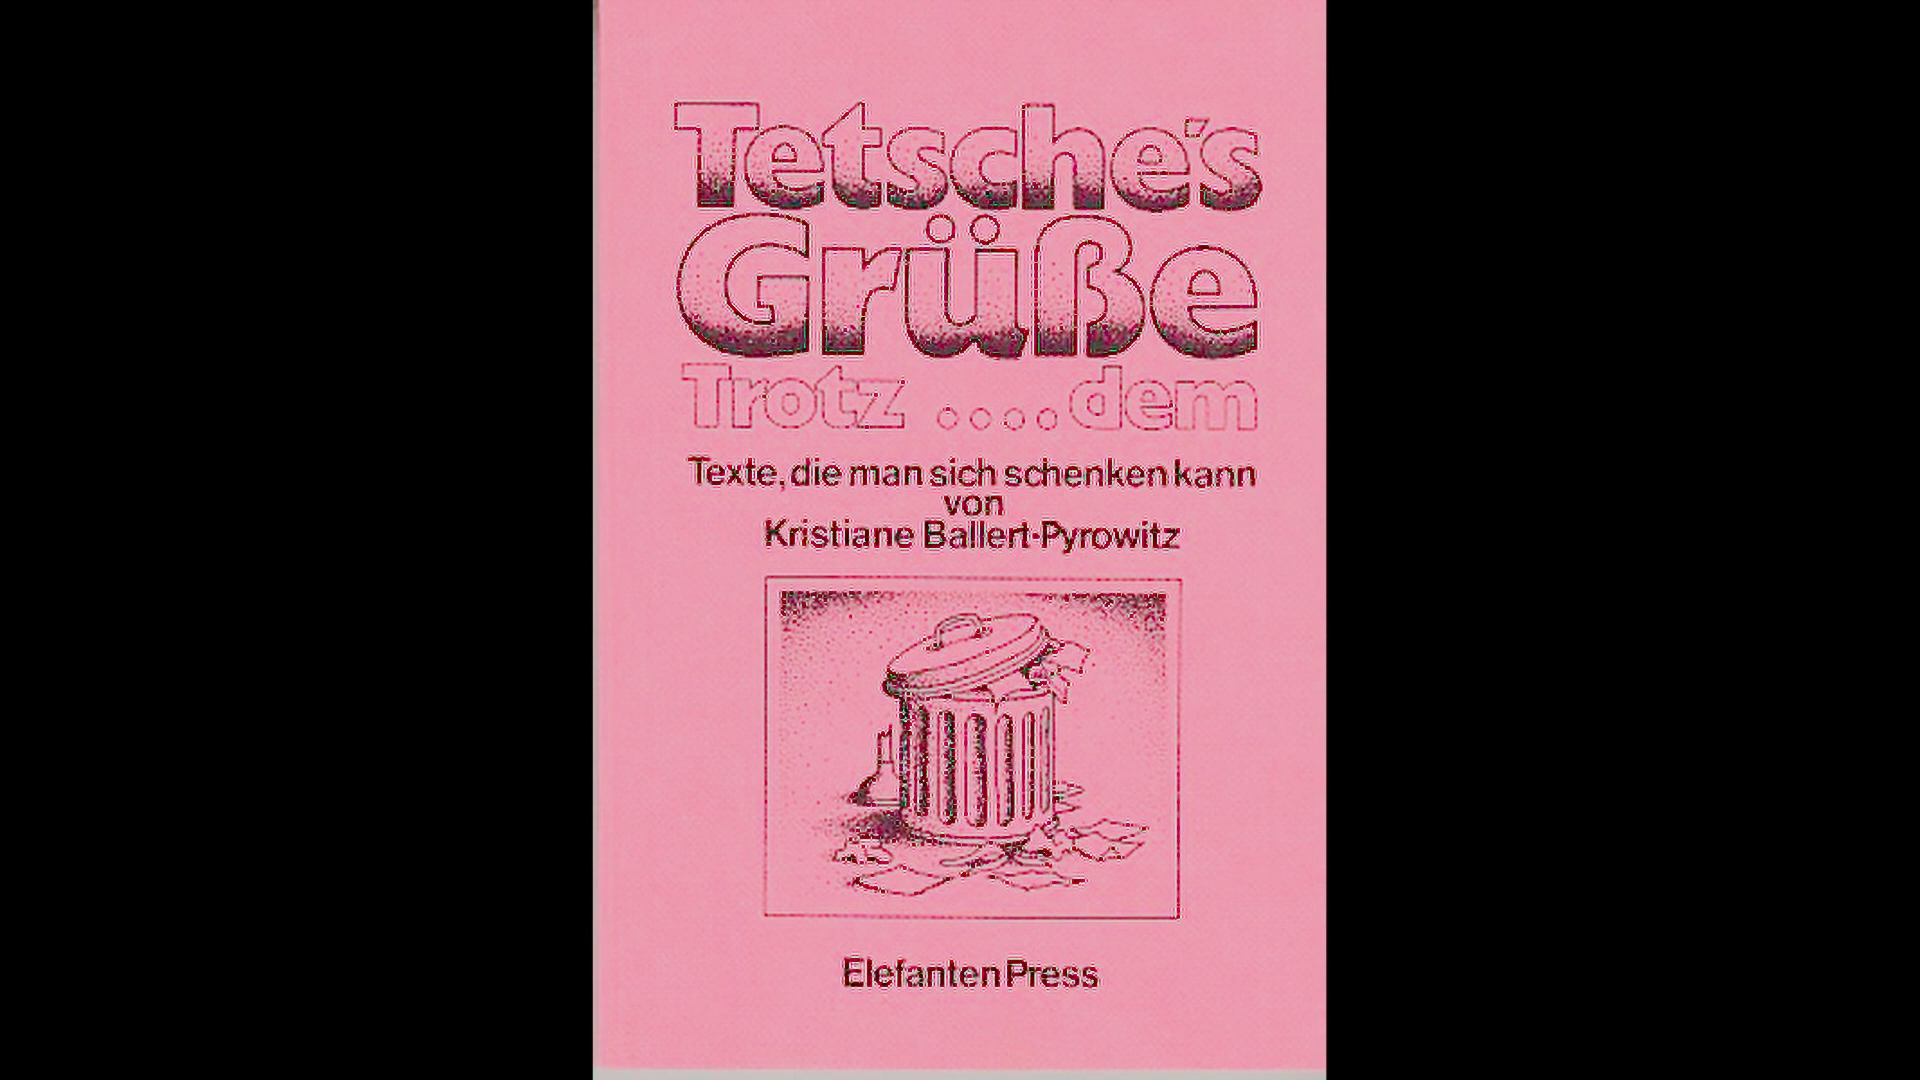 Tetsche's
Grüße
Trotz ....dem
Texte, die man sich schenken kann
von
Kristiane Ballert-Pyrowitz
Elefanten Press